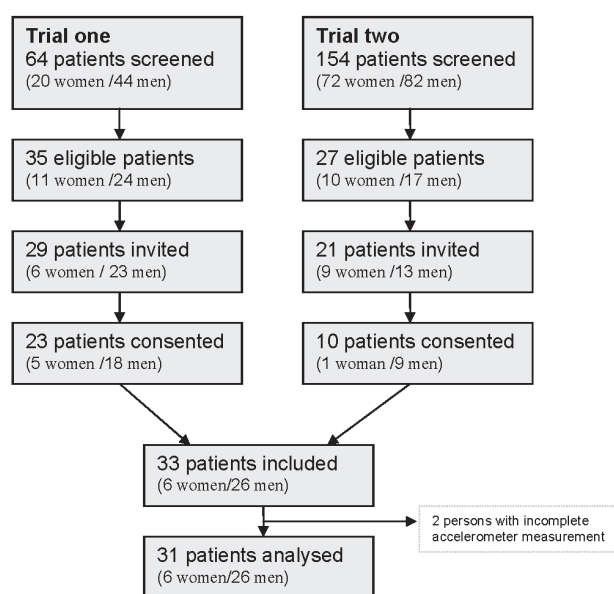 Trial one
64 patients screened
(20 women /44 men)
Trial two
154 patients screened
(72 women /82 men)
35 eligible patients
(11 women /24 men)
27 eligible patients
(10 women /17 men)
29 patients invited
(6 women / 23 men)
21 patients invited
(9 women /13 men)
23 patients consented
(5 women /18 men)
10 patients consented
(1 woman /9 men)
33 patients included
(6 women/26 men)
2 persons with incomplete
accelerometer measurement
31 patients analysed
(6 women/26 men)